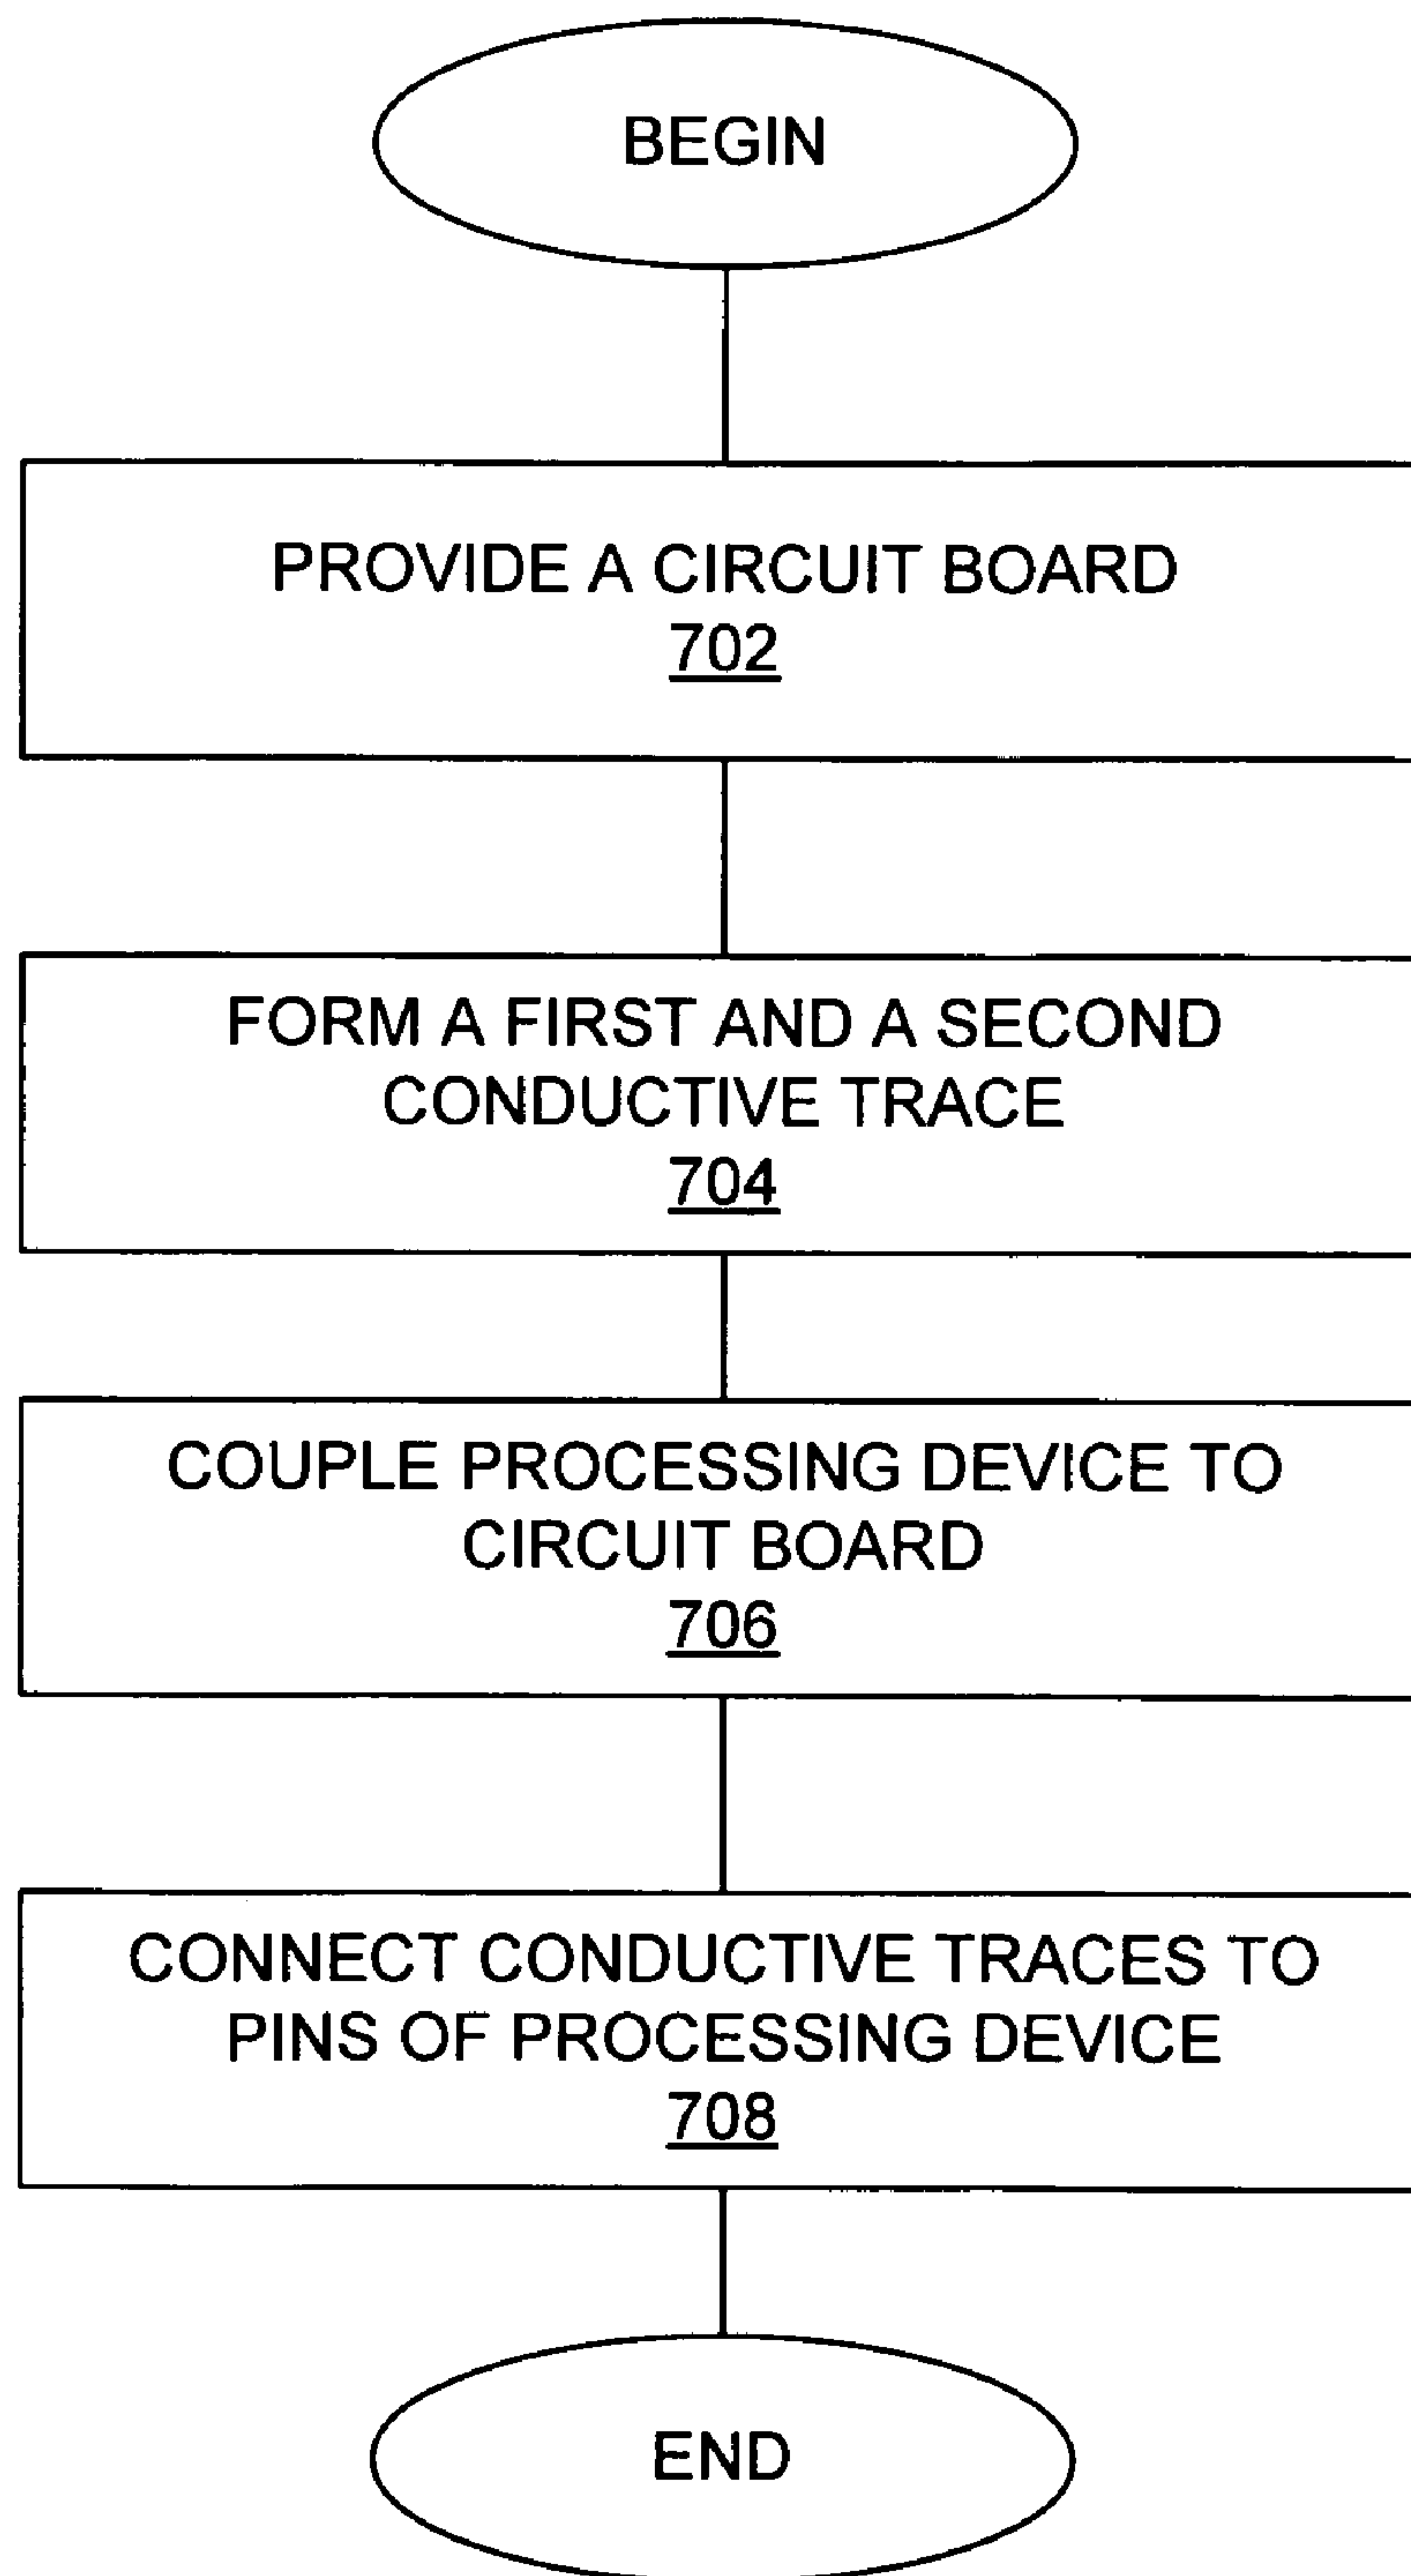 BEGIN
PROVIDE A CIRCUIT BOARD
702
FORM A FIRST AND A SECOND
CONDUCTIVE TRACE
704
COUPLE PROCESSING DEVICE TO
CIRCUIT BOARD
706
CONNECT CONDUCTIVE TRACES TO
PINS OF PROCESSING DEVICE
708
END